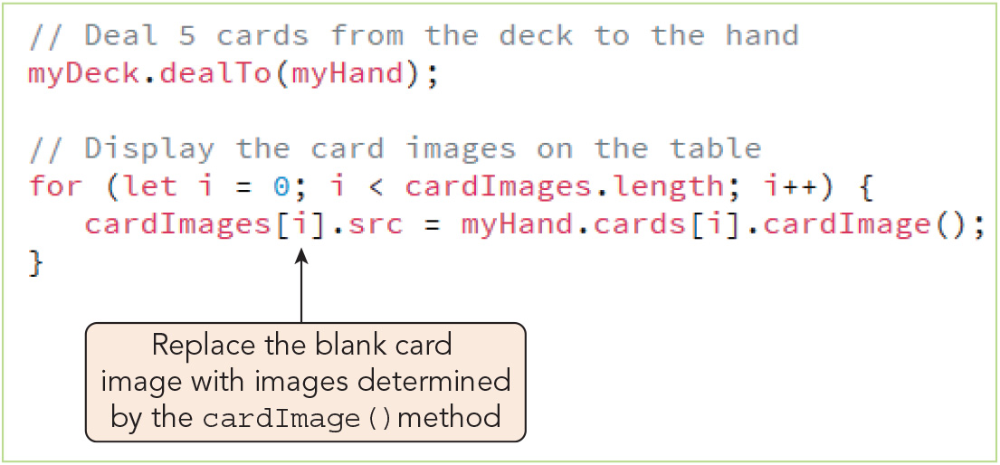 // Deal 5 cards from the deck to the hand
myDeck.dealTo(myHand);
// Display the card images on the table
for (let i = 0; i < cardImages.length; i++) {
   cardImages[i].src = myHand.cards[i].cardImage();
}
Replace the blank card
image with images determined
by the cardImage() method